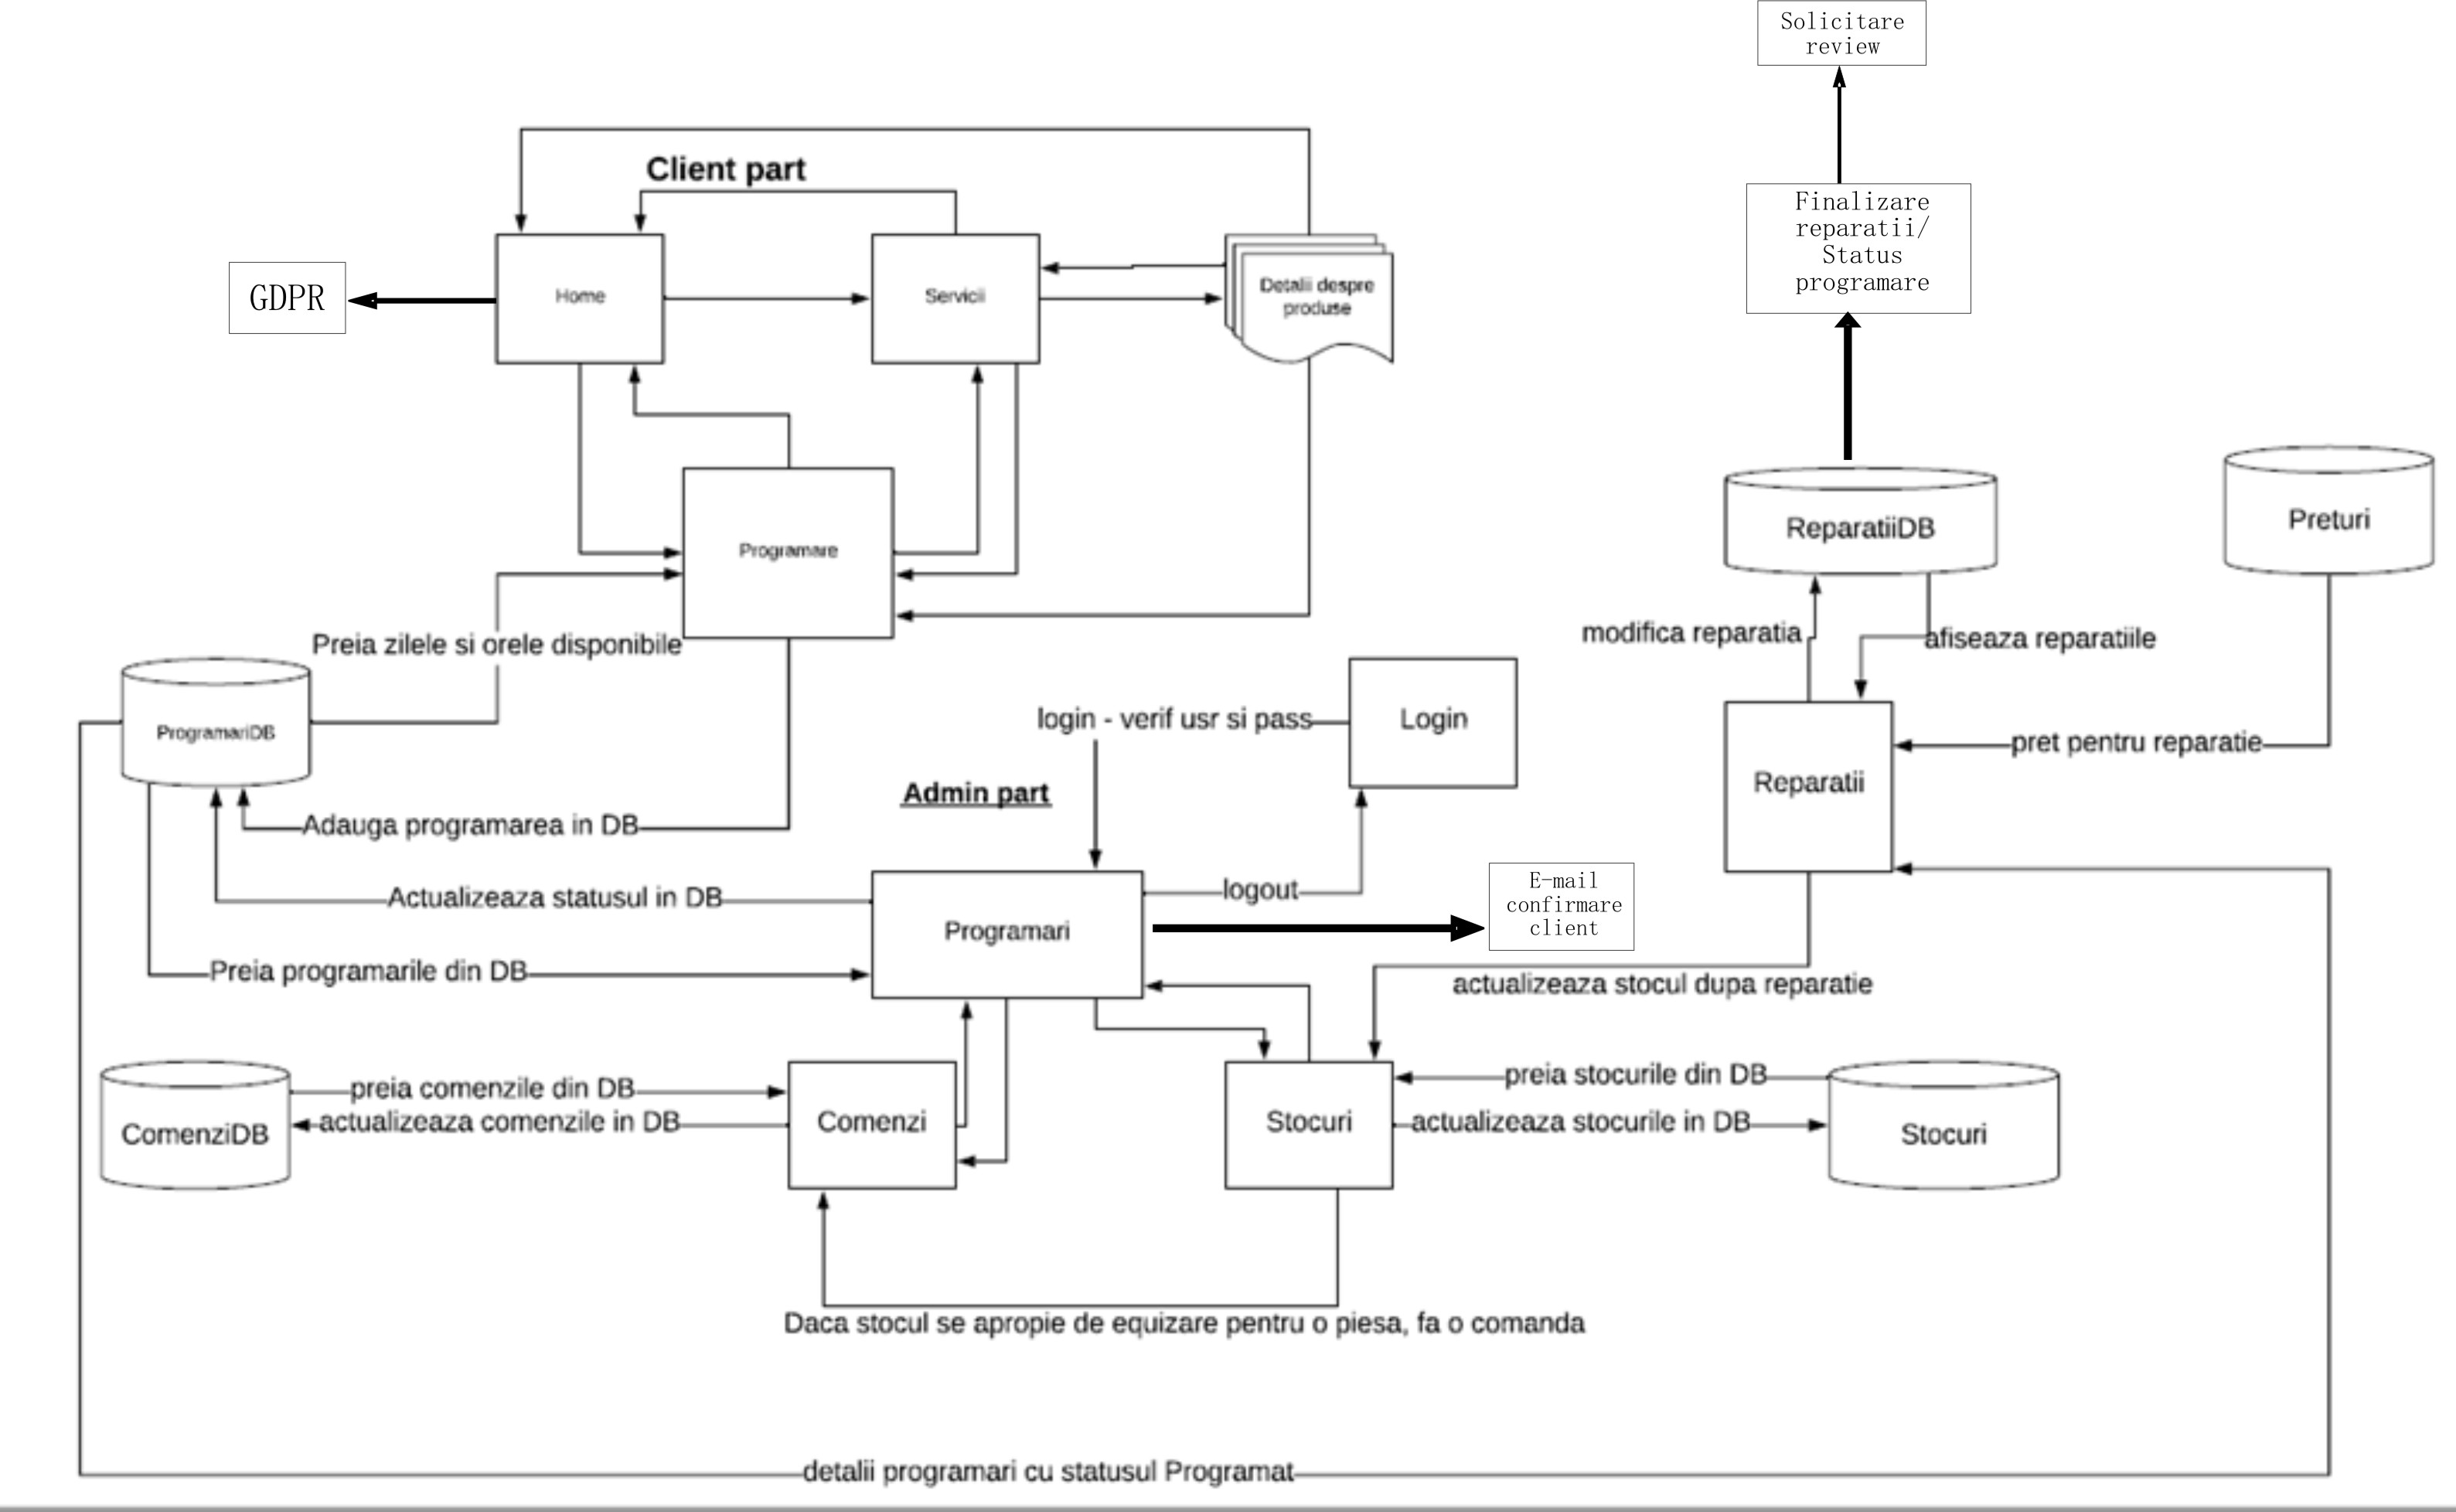 Solicitare
review
Client part
Finalizare
reparatii/
Status
programare
GDPR
Home
Servicii
Detalii despre
produse
ReparatiiDB
Preturi
Programare
Preia zilele si orele disponibile
modifica reparatia
afiseaza reparatiile
ProgramariDB
login - verif usr si pass
Login
pret pentru reparatie
Reparatii
Admin part
Adauga programarea in DB
Actualizeaza statusul in DB
logout
E-mail
confirmare
client
Programari
Preia programarile din DB
actualizeaza stocul dupa reparatie
preia comenzile din DB
actualizeaza comenzile in DB
ComenziDB
Comenzi
Stocuri
preia stocurile din DB
actualizeaza stocurile in DB
Stocuri
Daca stocul se apropie de equizare pentru o piesa, fa o comanda
detalii programari cu statusul Programat